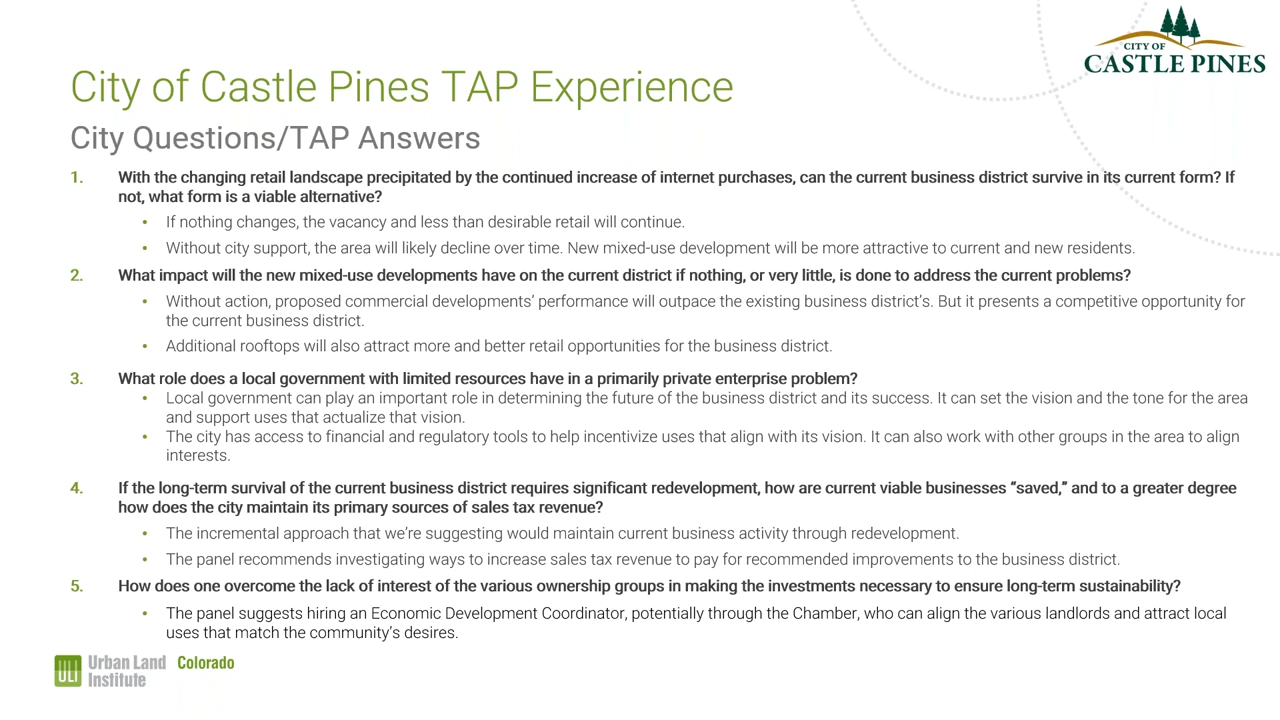 CITY OF
CASTLE PINES
City of Castle Pines TAP Experience
City Questions/TAP Answers
1. With the changing retail landscape precipitated by the continued increase of internet purchases, can the current business district survive in its current form? If
not, what form is a viable alternative?
• If nothing changes, the vacancy and less than desirable retail will continue.
• Without city support, the area will likely decline over time. New mixed-use development will be more attractive to current and new residents.
2. What impact will the new mixed-use developments have on the current district if nothing, or very little, is done to address the current problems?
• Without action, proposed commercial developments’ performance will outpace the existing business district’s. But it presents a competitive opportunity for
the current business district.
• Additional rooftops will also attract more and better retail opportunities for the business district.
3. What role does a local government with limited resources have in a primarily private enterprise problem?
• Local government can play an important role in determining the future of the business district and its success. It can set the vision and the tone for the area
and support uses that actualize that vision.
• The city has access to financial and regulatory tools to help incentivize uses that align with its vision. It can also work with other groups in the area to align
interests.
4. If the long-term survival of the current business district requires significant redevelopment, how are current viable businesses “saved,” and to a greater degree
how does the city maintain its primary sources of sales tax revenue?
• The incremental approach that we’re suggesting would maintain current business activity through redevelopment.
• The panel recommends investigating ways to increase sales tax revenue to pay for recommended improvements to the business district.
5. How does one overcome the lack of interest of the various ownership groups in making the investments necessary to ensure long-term sustainability?
• The panel suggests hiring an Economic Development Coordinator, potentially through the Chamber, who can align the various landlords and attract local
uses that match the community’s desires.
ULI Urban Land Colorado
Institute